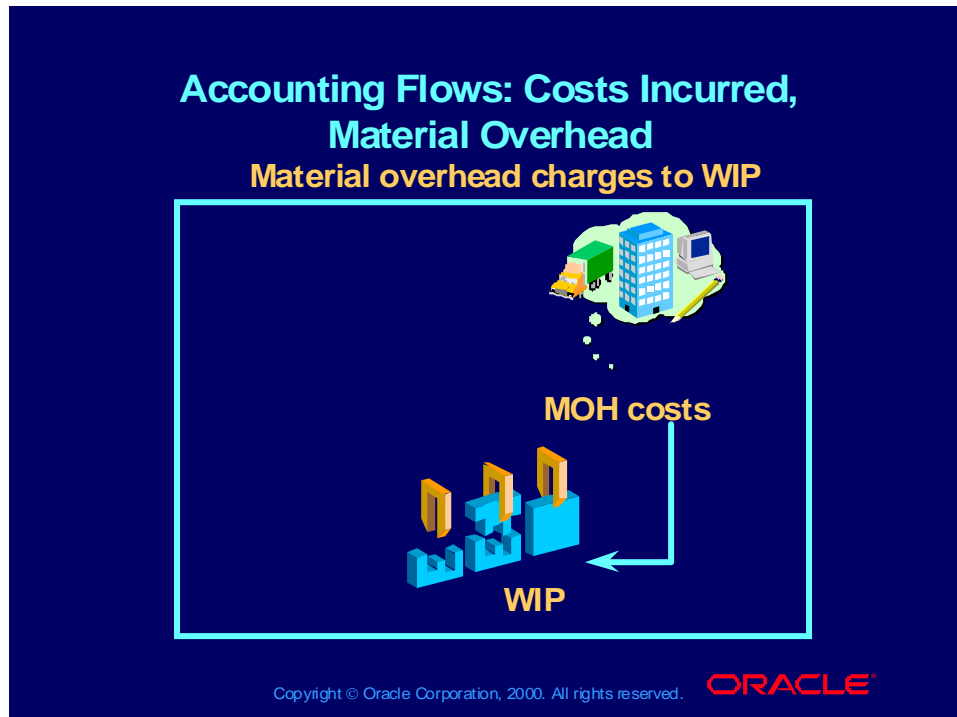 Accounting Flows: Costs Incurred,
Material Overhead
Material overhead charges to WIP
MOH costs
WIP
Copyright © Oracle Corporation, 2000. All rights reserved.
ORACLE®